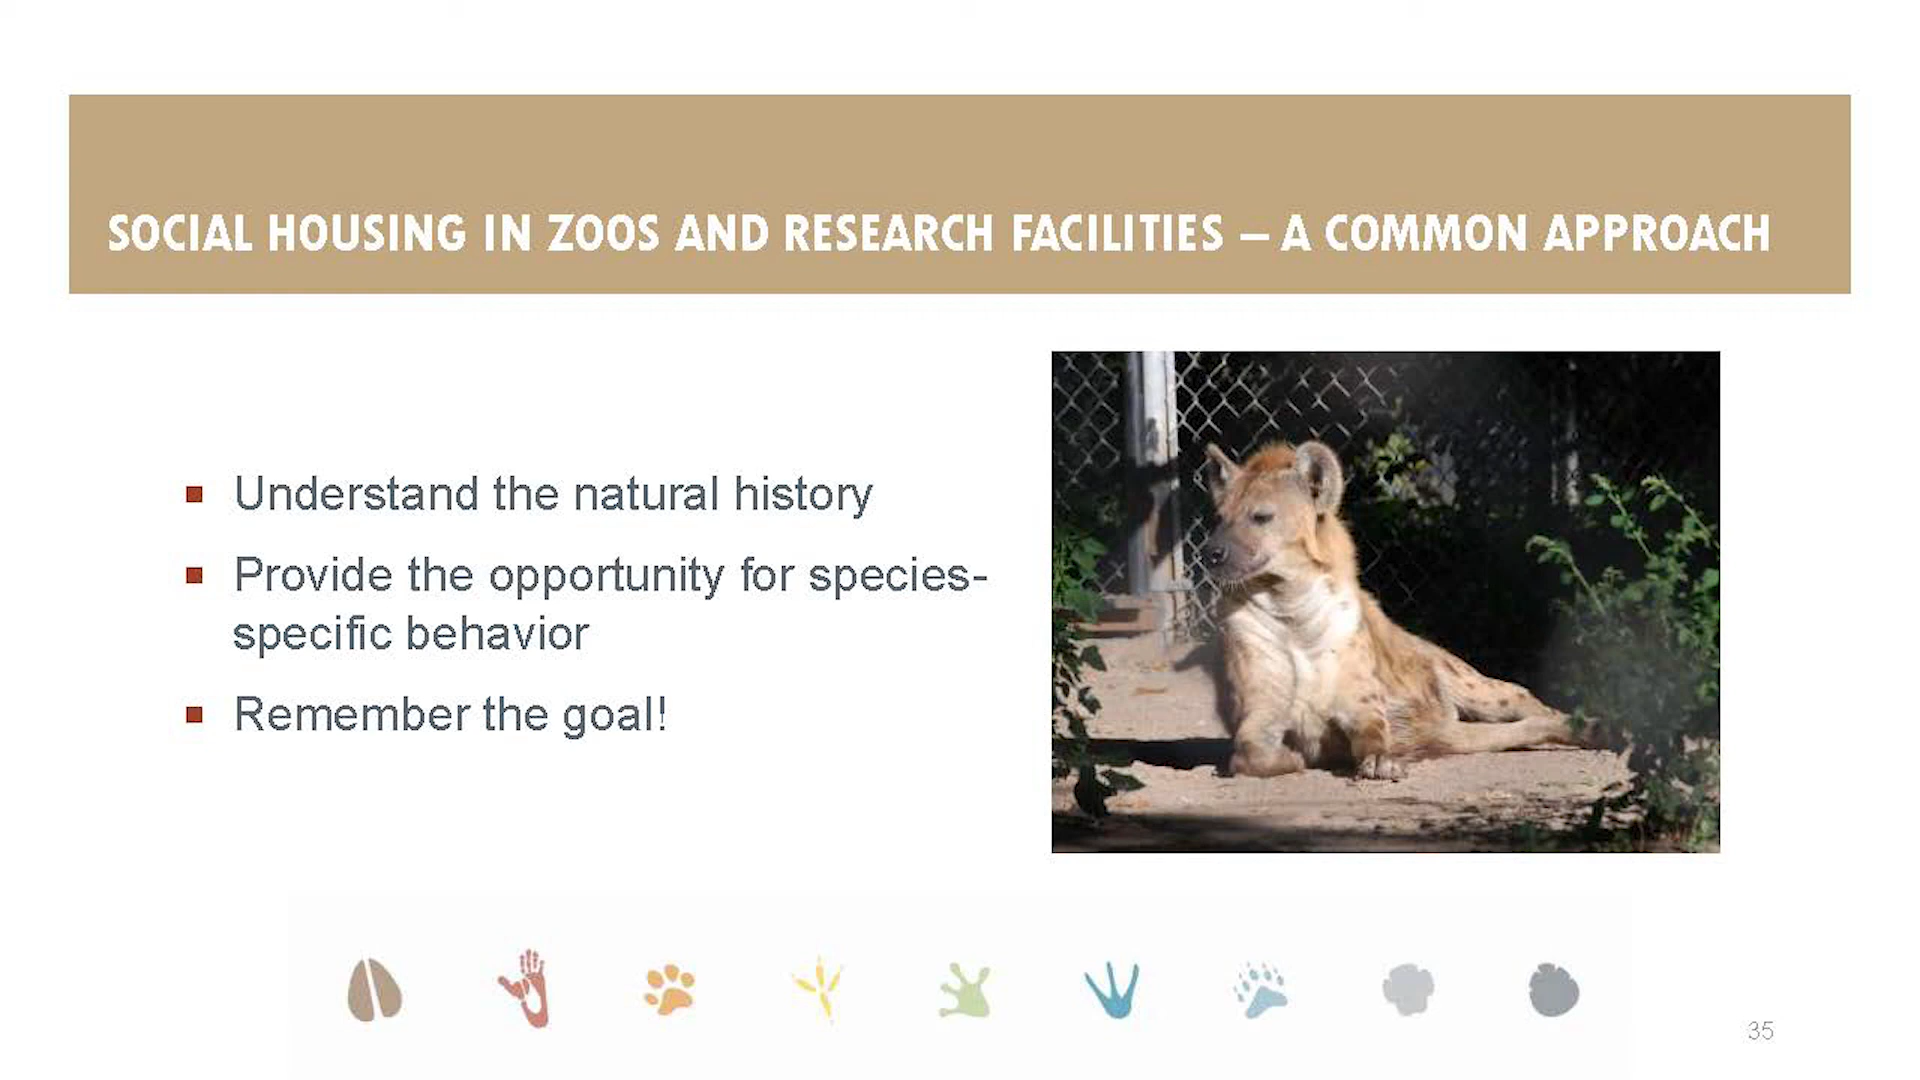 SOCIAL HOUSING IN ZOOS AND RESEARCH FACILITIES – A COMMON APPROACH
Understand the natural history
Provide the opportunity for species-
specific behavior
Remember the goal!
35